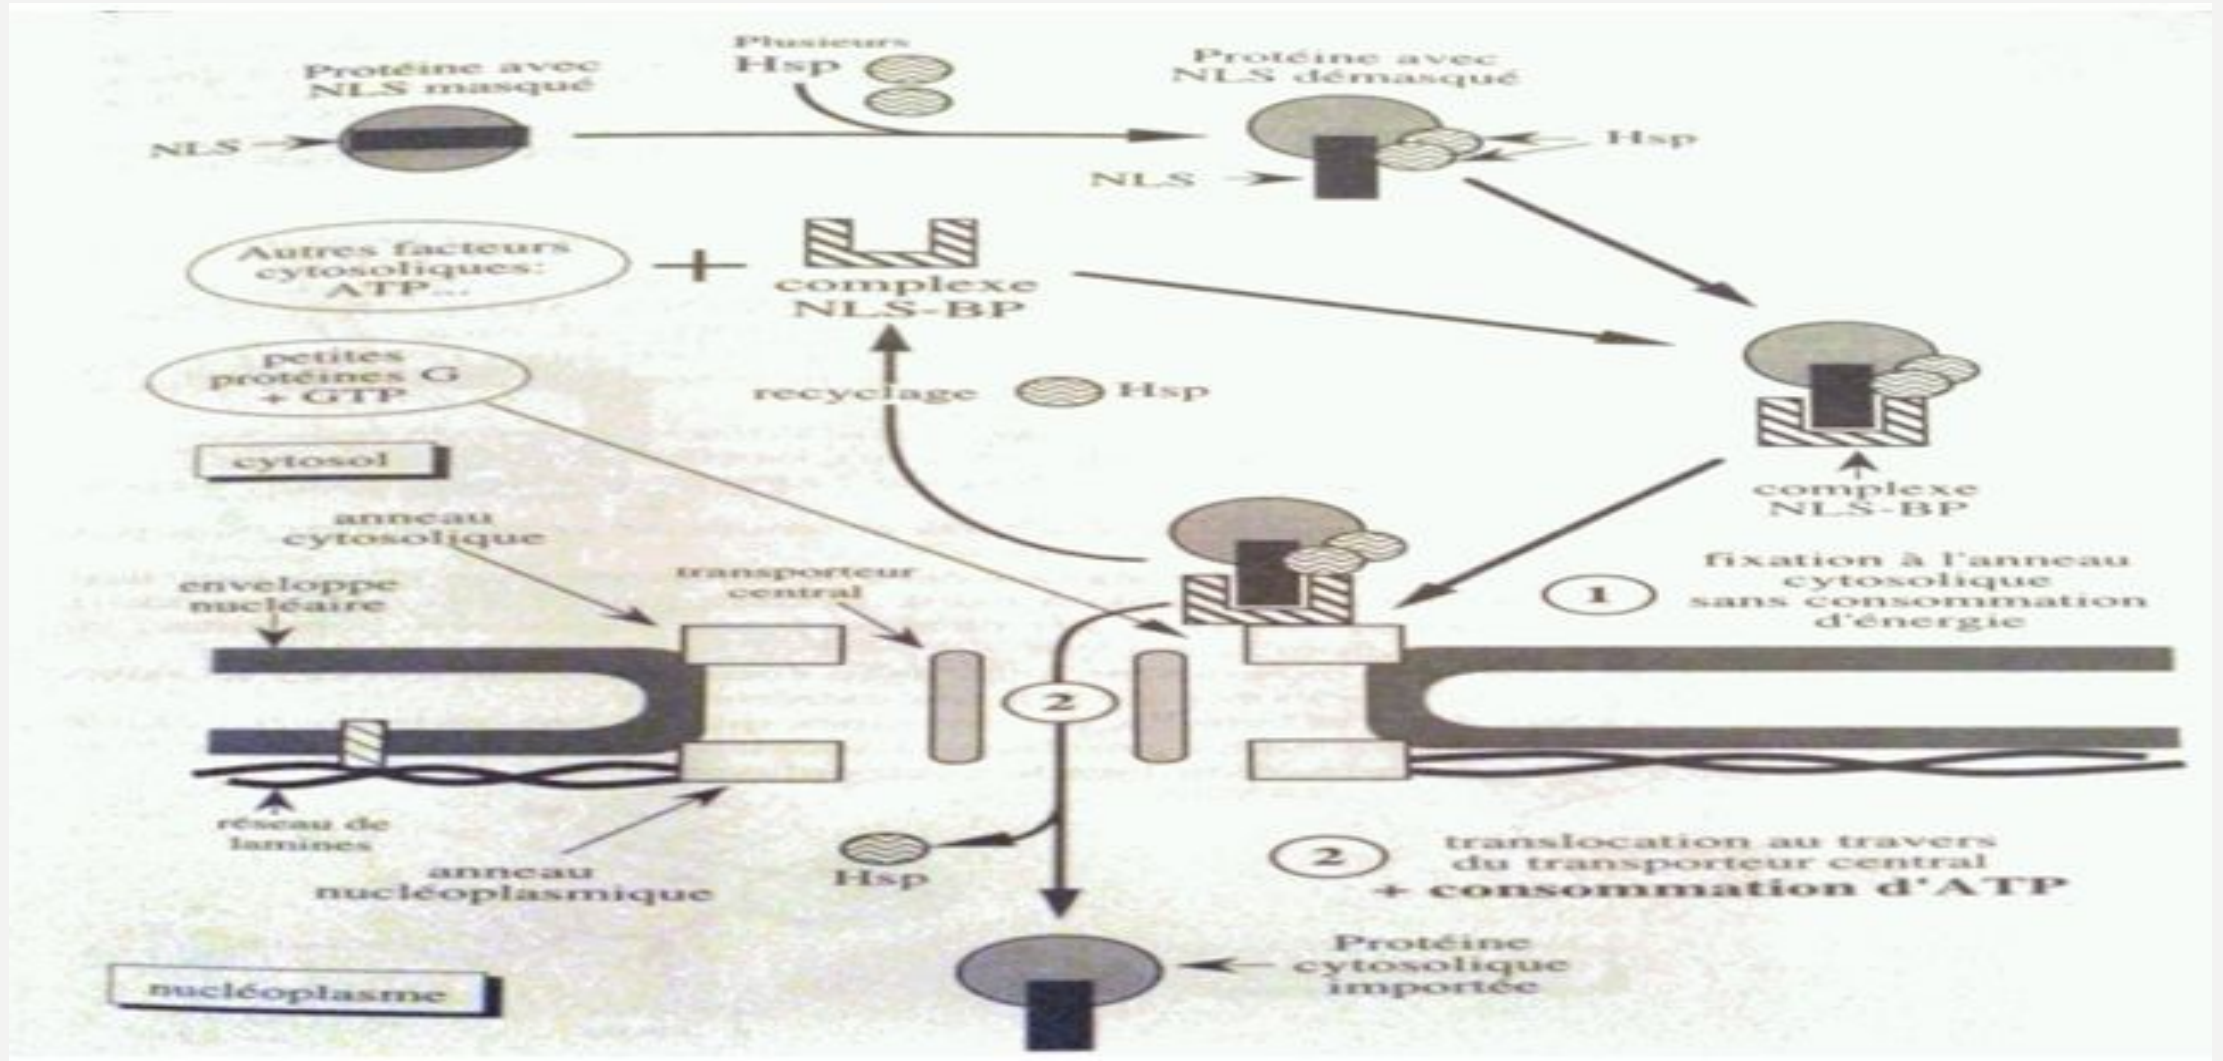 Protéine avec
NLS masqué
NLS
Plusieurs
Hsp
Protéine avec
NLS démasqué
Hsp
NLS
Autres facteurs
cytosoliques:
ATP...
+
complexe
NLS-BP
petites
protéines G
+ GTP
recyclage
Hsp
cytosol
complexe
NLS-BP
anneau
cytosolique
enveloppe
nucléaire
transporteur
central
1
fixation à l'anneau
cytosolique
sans consommation
d'énergie
2
réseau de
lamines
anneau
nucléoplasmique
Hsp
2
translocation au travers
du transporteur central
+ consommation d'ATP
Protéine
cytosolique
importée
nucléoplasme